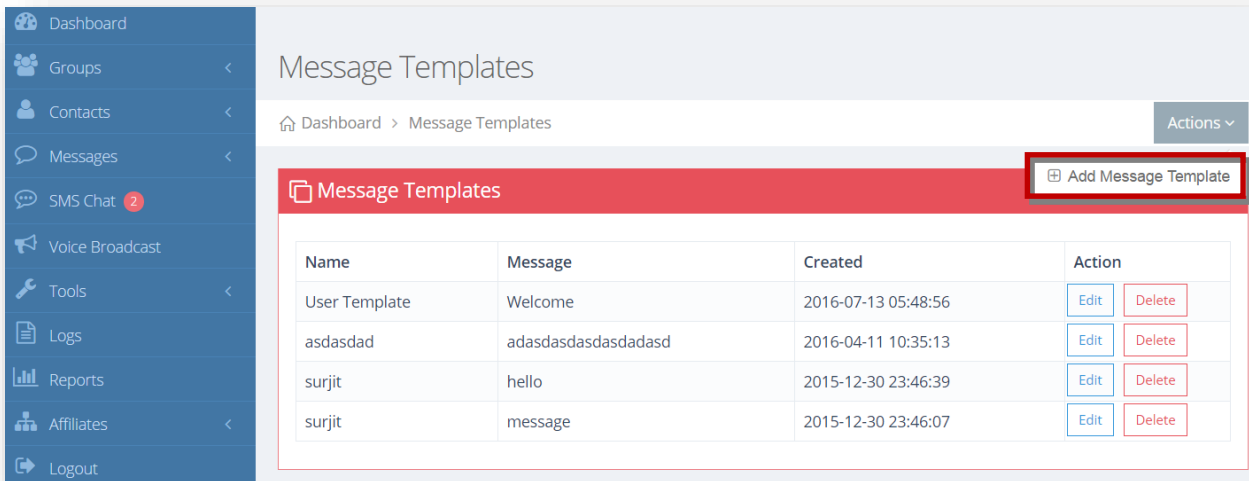 Dashboard
Groups
Contacts
Messages
SMS Chat 2
Voice Broadcast
Tools
Logs
Reports
Affiliates
Logout
Message Templates
Dashboard > Message Templates
Actions
Add Message Template
Message Templates
Name Message Created Action
User Template Welcome 2016-07-13 05:48:56 Edit Delete
asdasdad adasdasdasdasdadasd 2016-04-11 10:35:13 Edit Delete
surjit hello 2015-12-30 23:46:39 Edit Delete
surjit message 2015-12-30 23:46:07 Edit Delete